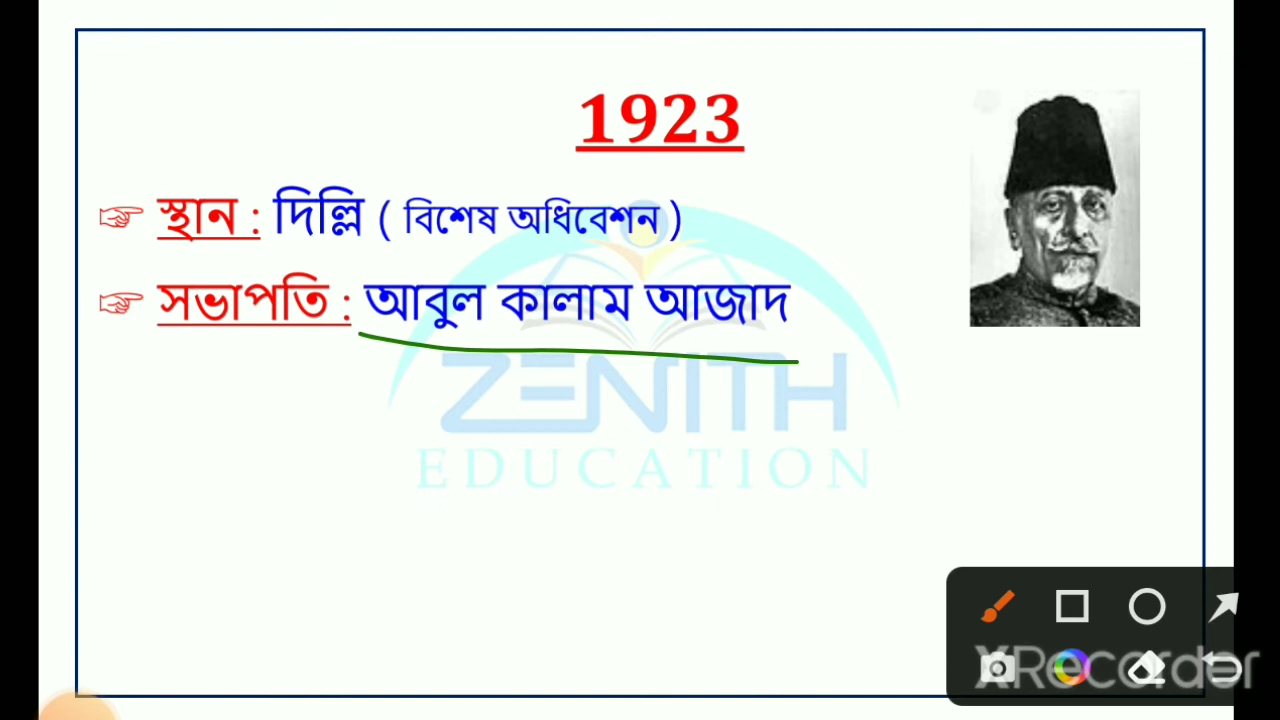 1923
☞ স্থান : দিল্লি ( বিশেষ অধিবেশন )
☞ সভাপতি : আবুল কালাম আজাদ
ZENITH
EDUCATION
XRecorder